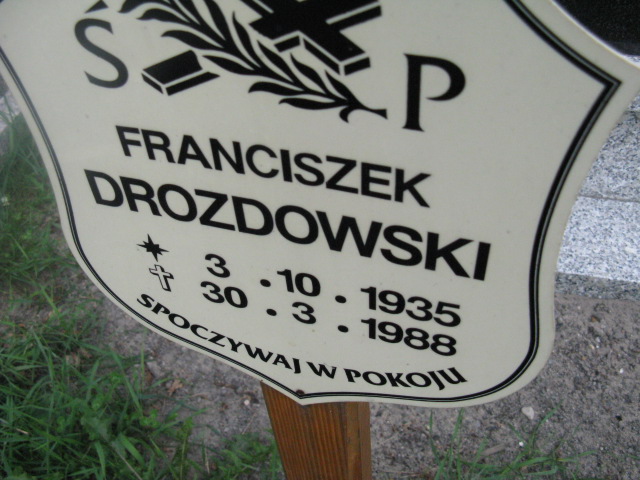 S P
FRANCISZEK
DROZDOWSKI
3 . 10 . 1935
30 . 3 . 1988
SPOCZYWAJ W POKOJU